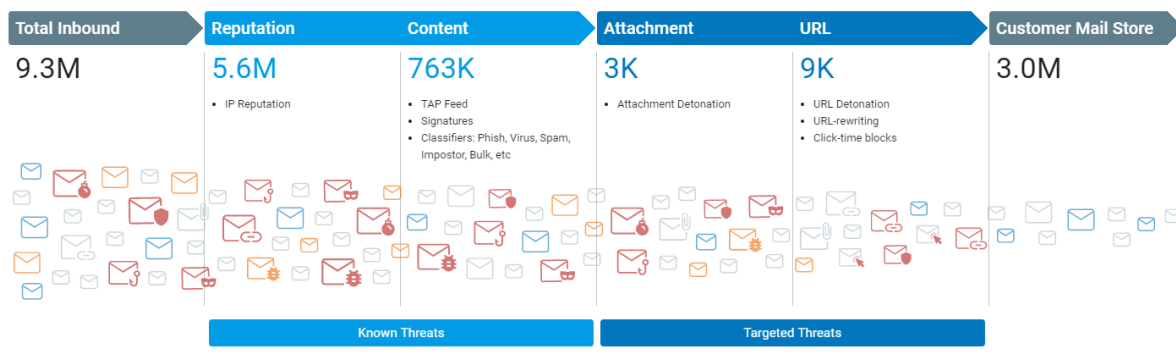 Total Inbound
Reputation
Content
Attachment
URL
Customer Mail Store
9.3M
5.6M
763K
3K
9K
3.0M
• IP Reputation
• TAP Feed
• Signatures
• Classifiers: Phish, Virus, Spam,
Impostor, Bulk, etc
• Attachment Detonation
• URL Detonation
• URL-rewriting
• Click-time blocks
Known Threats
Targeted Threats